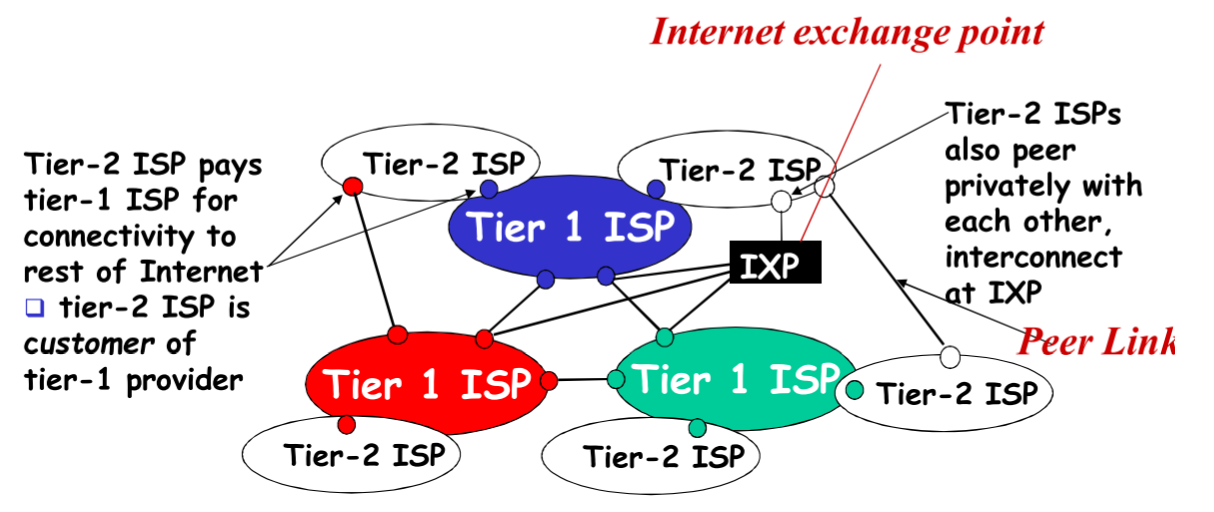 Internet exchange point
Tier-2 ISP pays
tier-1 ISP for
connectivity to
rest of Internet
❑ tier-2 ISP is
customer of
tier-1 provider
Tier-2 ISP
Tier-2 ISP
Tier-2 ISPs
also peer
privately with
each other,
interconnect
at IXP
Tier 1 ISP
IXP
Peer Link
Tier 1 ISP
Tier 1 ISP
Tier-2 ISP
Tier-2 ISP
Tier-2 ISP